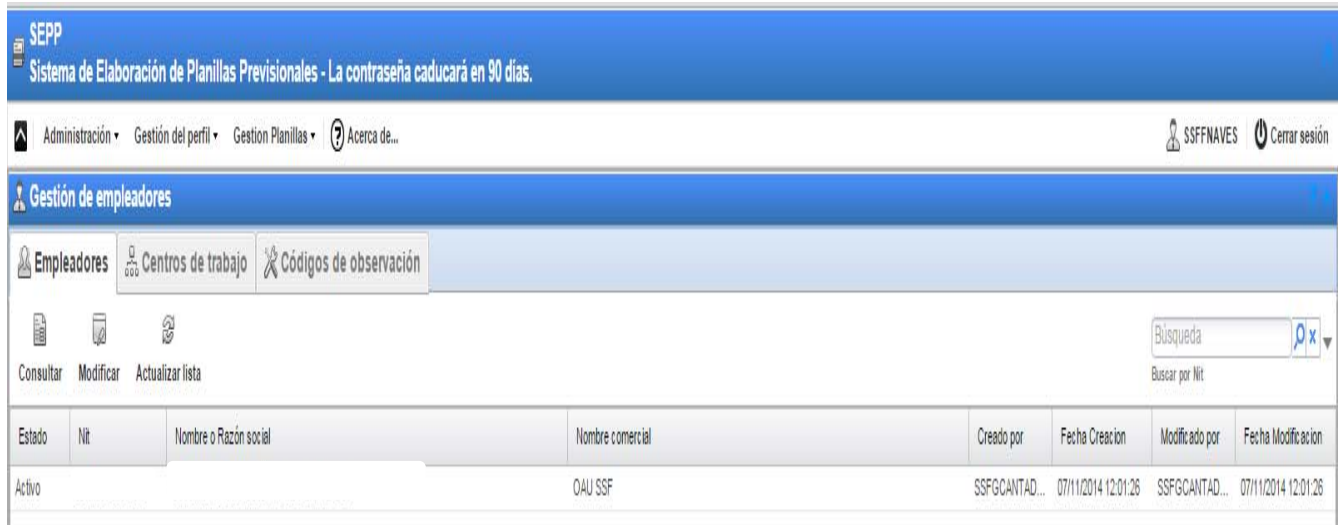 SEPP
Sistema de Elaboración de Planillas Previsionales - La contraseña caducará en 90 días.
Administración Gestión del perfil Gestion Planillas ? Acerca de... SSFFNAVES Cerrar sesión
Gestión de empleadores
Empleadores Centros de trabajo Códigos de observación
Búsqueda
Consultar Modificar Actualizar lista Buscar por Nit
Estado Nit Nombre o Razón social Nombre comercial Creado por Fecha Creacion Modificado por Fecha Modificacion
Activo OAU SSF SSFGCANTAD... 07/11/2014 12:01:26 SSFGCANTAD... 07/11/2014 12:01:26